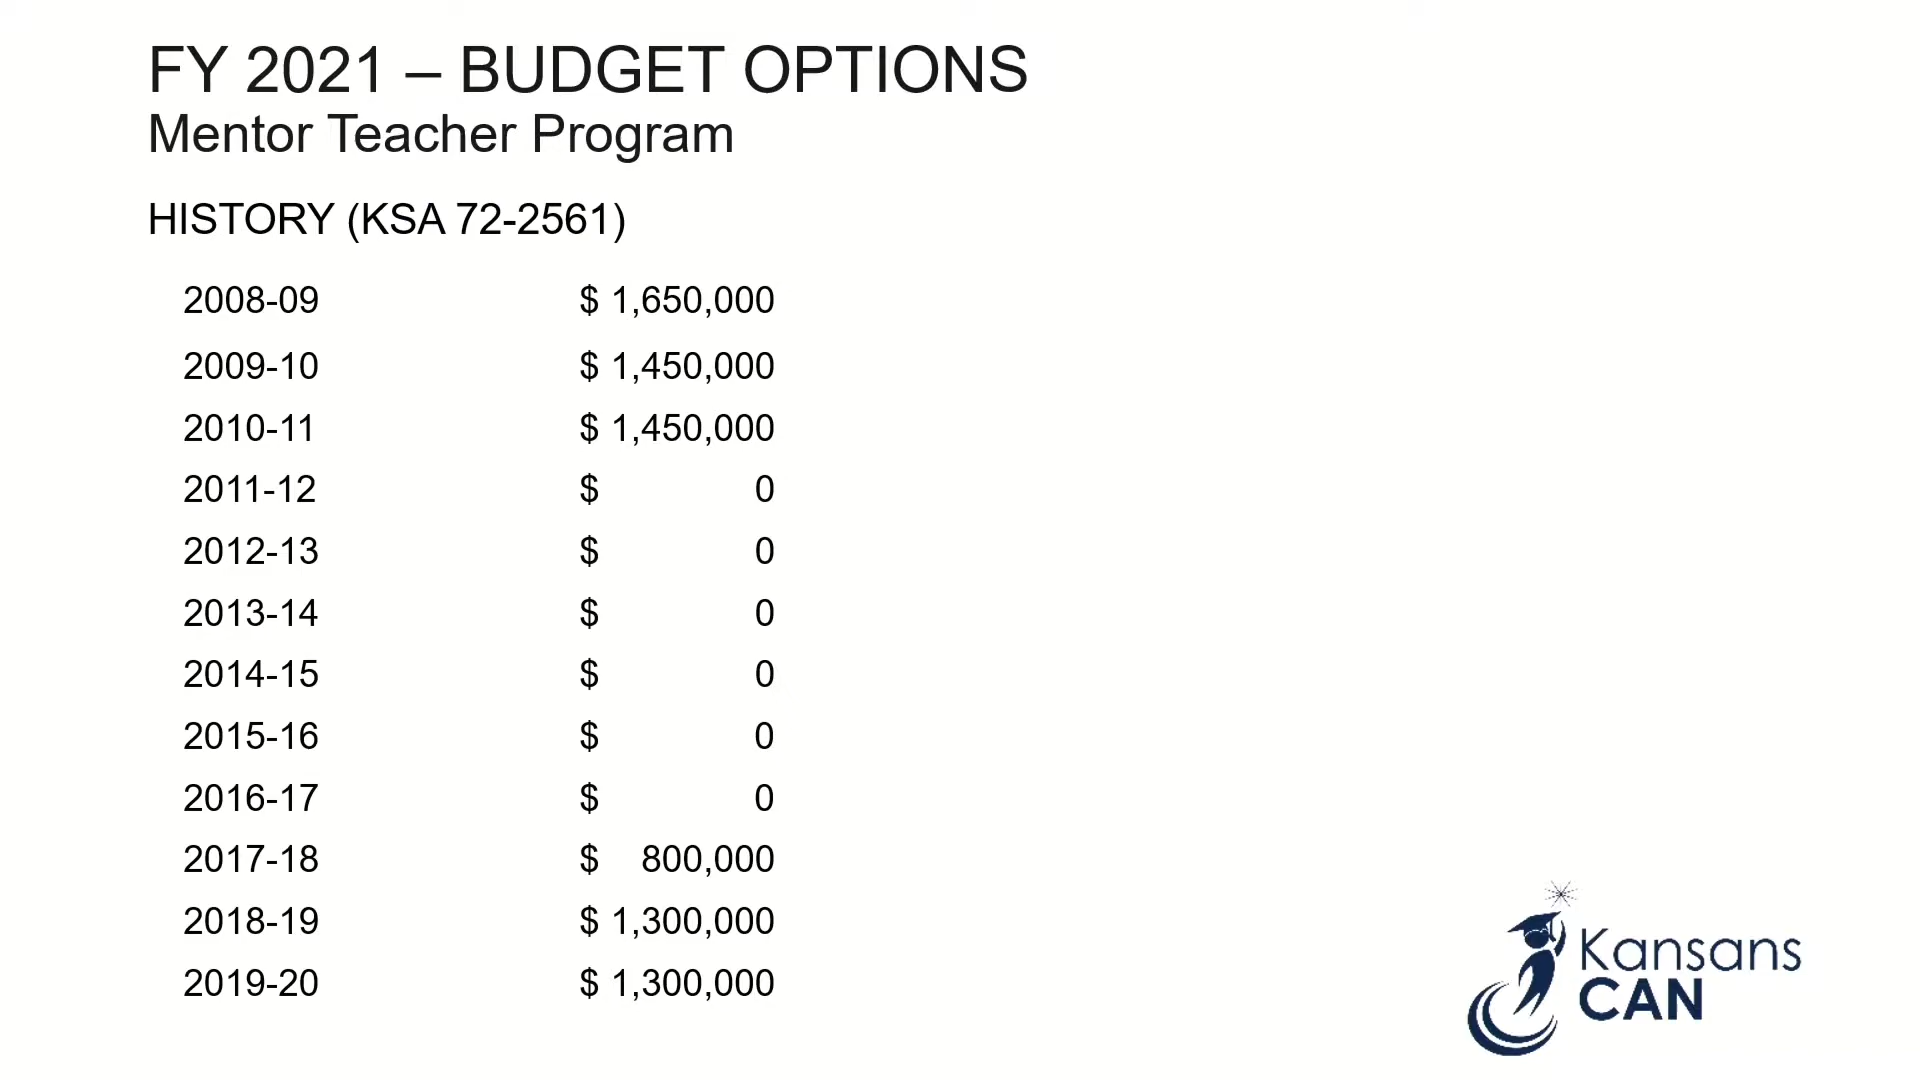 FY 2021 – BUDGET OPTIONS
Mentor Teacher Program
HISTORY (KSA 72-2561)
2008-09 $ 1,650,000
2009-10 $ 1,450,000
2010-11 $ 1,450,000
2011-12 $ 0
2012-13 $ 0
2013-14 $ 0
2014-15 $ 0
2015-16 $ 0
2016-17 $ 0
2017-18 $ 800,000
2018-19 $ 1,300,000
2019-20 $ 1,300,000
Kansans
CAN